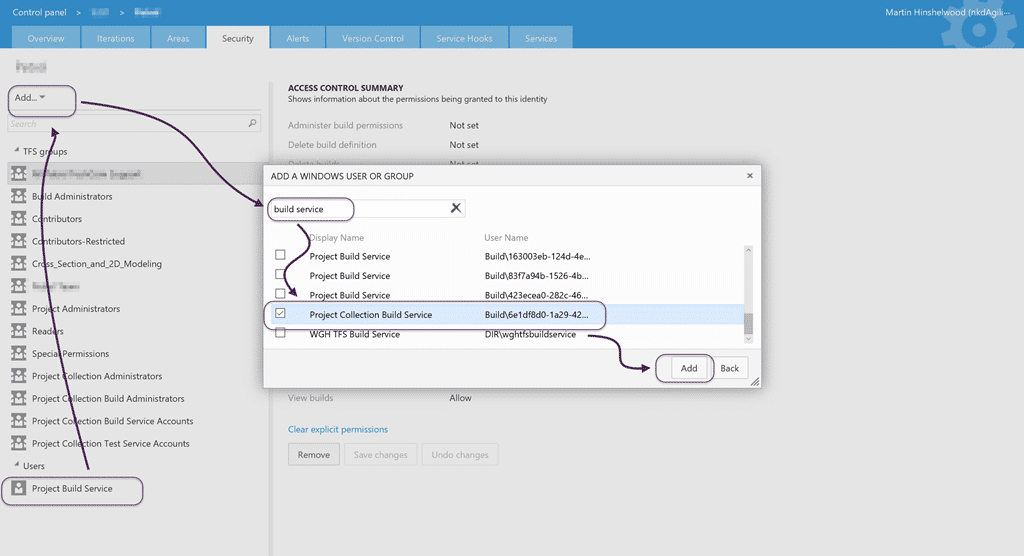 Control panel > >
Martin Hinshelwood (nkdAgik...
Overview
Iterations
Areas
Security
Alerts
Version Control
Service Hooks
Services
Add...
Search
TFS groups
Build Administrators
Contributors
Contributors-Restricted
Cross_Section_and_2D_Modeling
Project Administrators
Readers
Special Permissions
Project Collection Administrators
Project Collection Build Administrators
Project Collection Build Service Accounts
Project Collection Test Service Accounts
Users
Project Build Service
ACCESS CONTROL SUMMARY
Shows information about the permissions being granted to this identity
Administer build permissions Not set
Delete build definition Not set
Delete builds Not set
ADD A WINDOWS USER OR GROUP
build service
Display Name User Name
Project Build Service Build\163003eb-124d-4e...
Project Build Service Build\83f7a94b-1526-4b...
Project Build Service Build\423ecea0-282c-46...
Project Collection Build Service Build\6e1df8d0-1a29-42...
WGH TFS Build Service DIR\wghtfsbuildservice
Add Back
View builds Allow
Clear explicit permissions
Remove Save changes Undo changes